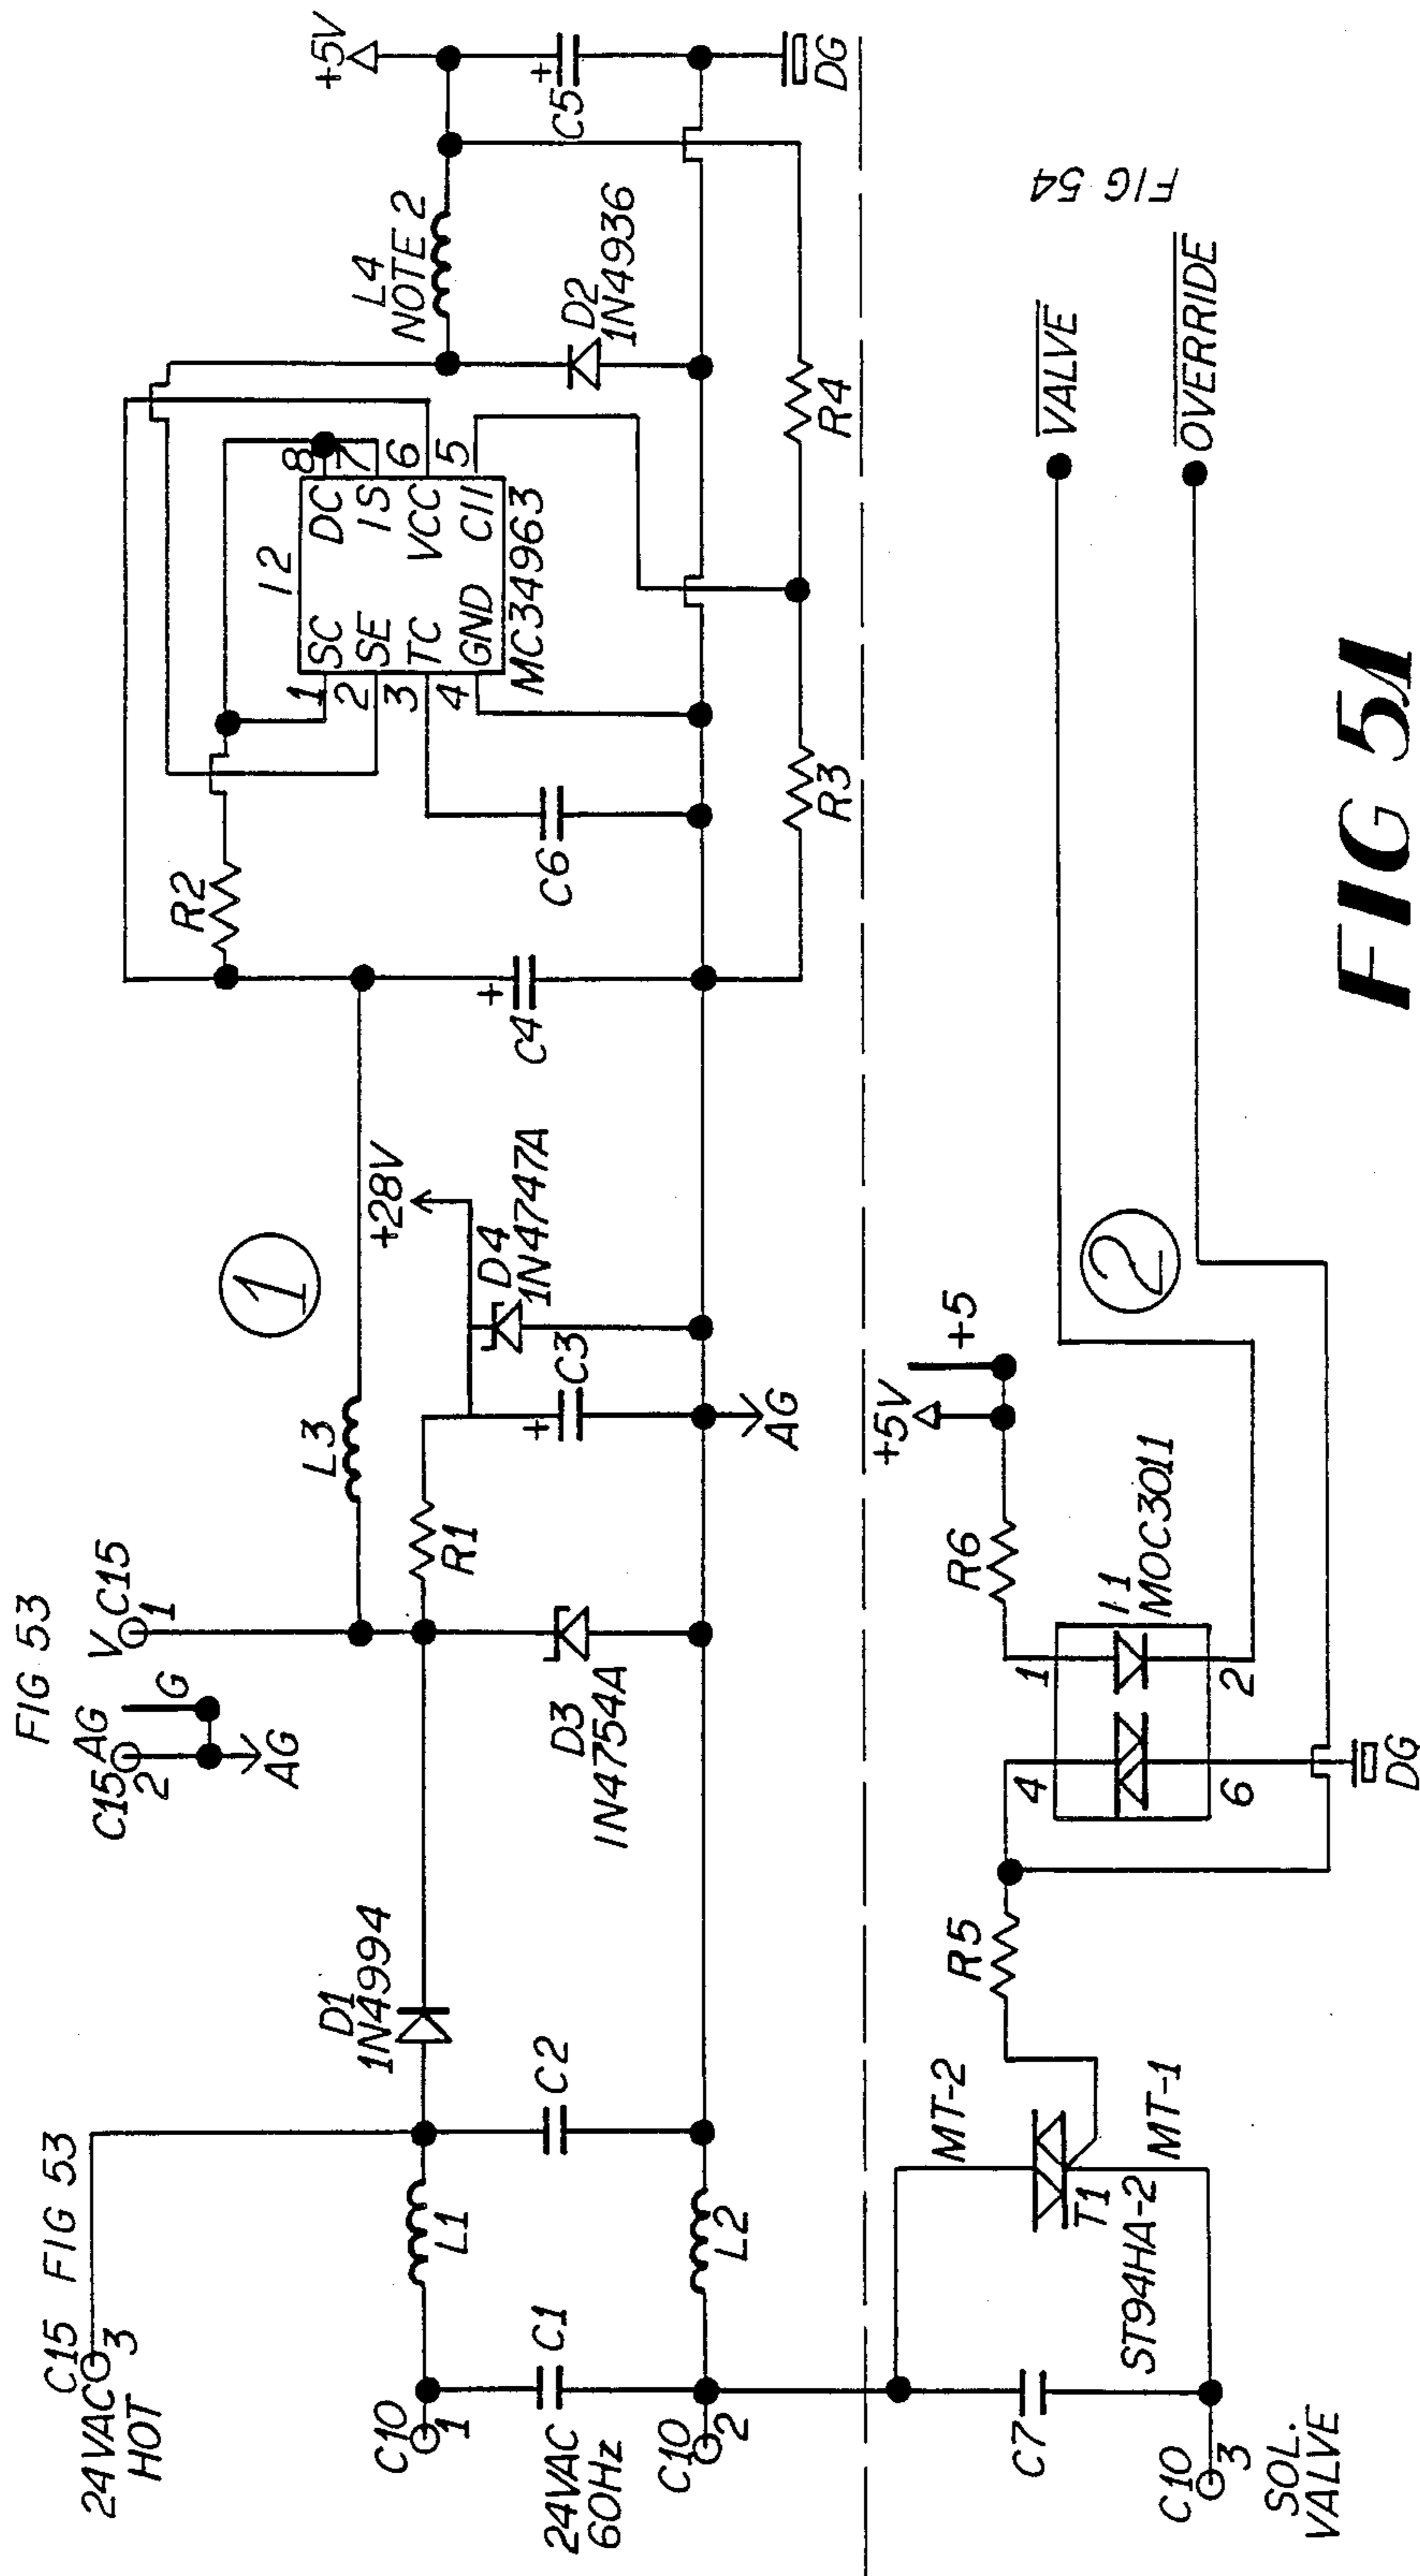 FIG 53
C15 AG
2
G
AG
V C15
1
C15 FIG 53
24VAC
3
HOT
1
L3
+28V
R2
I2
1 SC
2 SE
3 TC
4 GND
DC 8
IS 7
VCC 6
CII 5
MC34963
L4
NOTE 2
+5V
C10
1
L1
D1
1N4994
R1
D3
1N4754A
C3
D4
1N4747A
+
C4
+
C6
D2
1N4936
C5
+
C1
24VAC
60Hz
C2
C10
2
L2
AG
R3
R4
DG
MT-2
R5
R6
+5V
+5
VALVE
FIG 54
C7
T1
ST94HA-2
MT-1
4
1
6
2
I1
MOC3011
2
OVERRIDE
C10
3
SOL.
VALVE
DG
FIG 5A